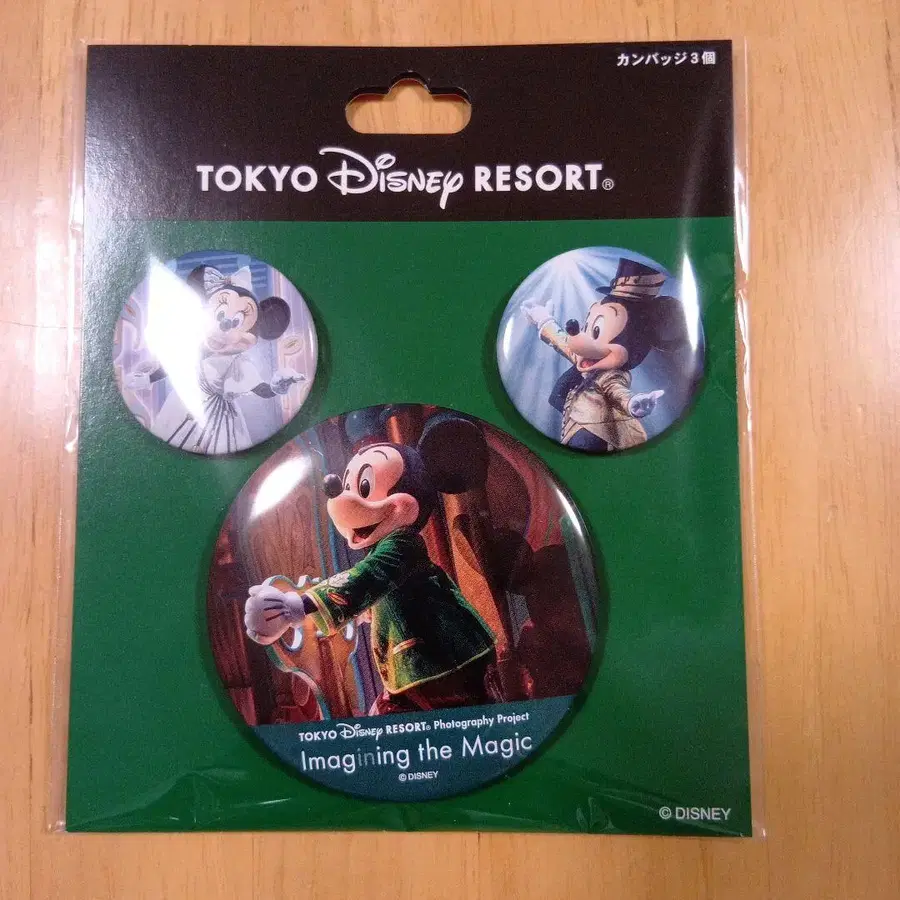 カンバッジ3個
TOKYO Disney RESORT®
TOKYO Disney RESORT® Photography Project
Imagining the Magic
© DISNEY
© DISNEY